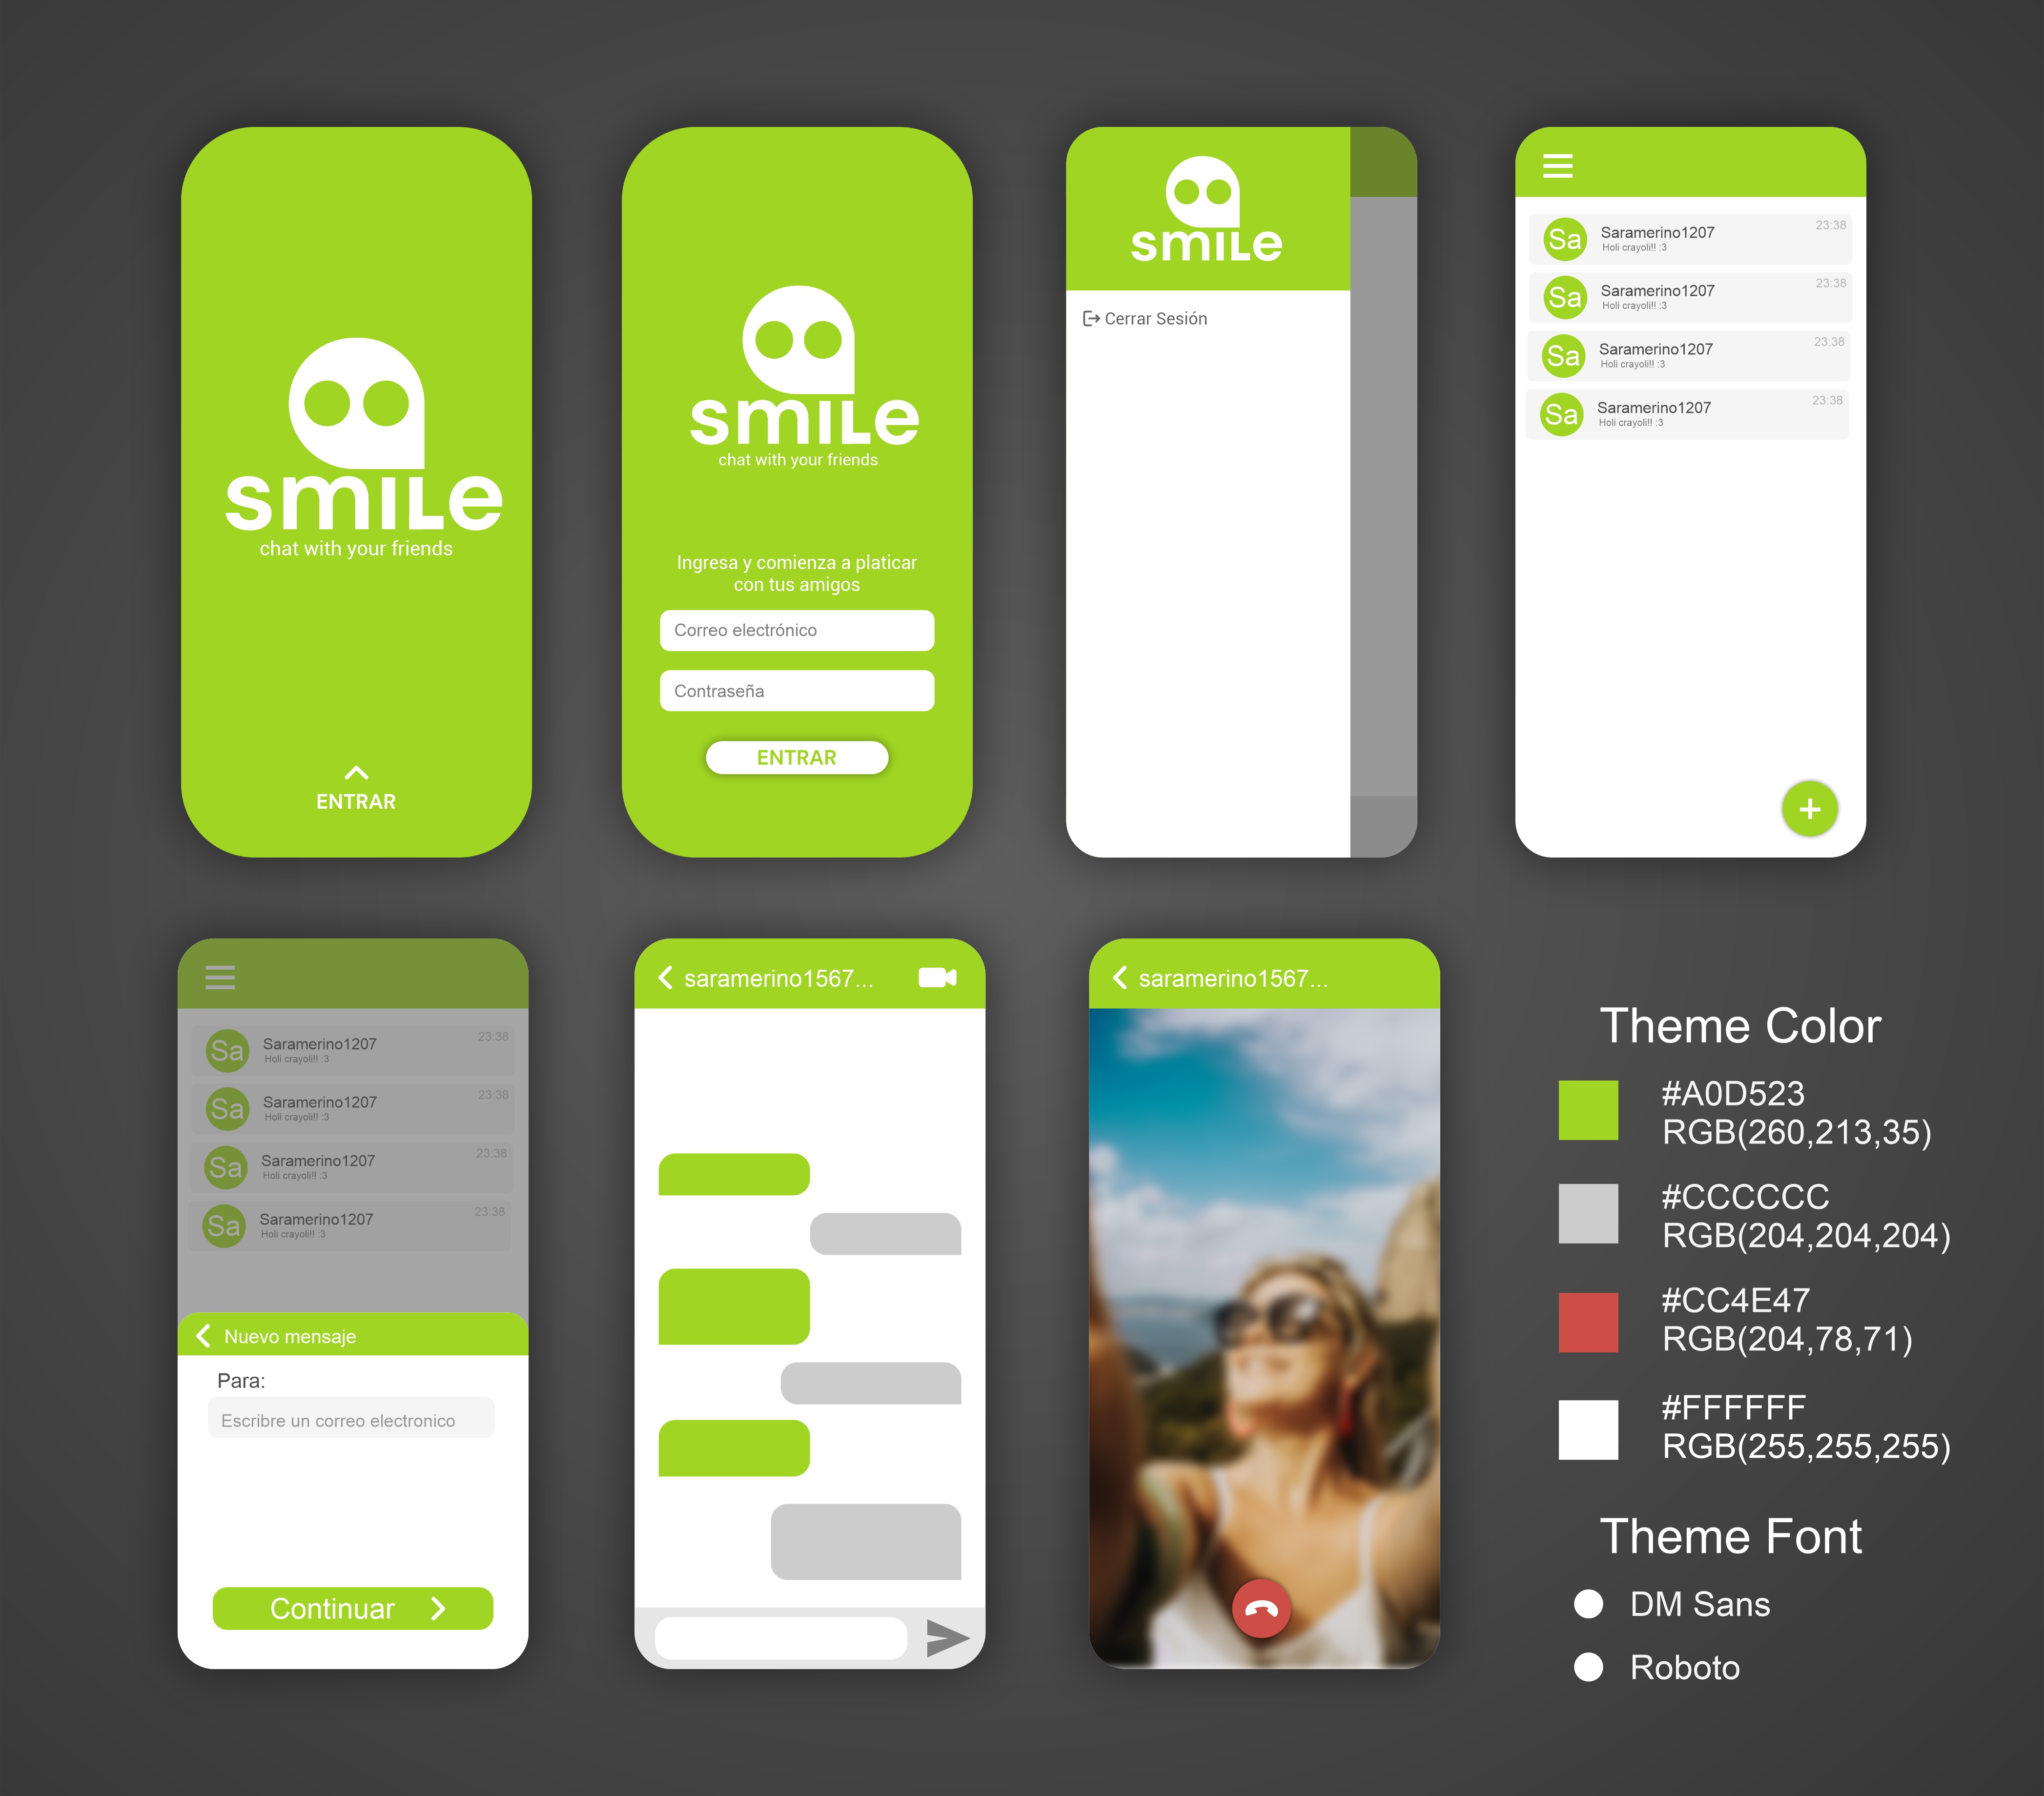 smile
chat with your friends
ENTRAR
smile
chat with your friends
Ingresa y comienza a platicar
con tus amigos
Correo electrónico
Contraseña
ENTRAR
smile
Cerrar Sesión
Sa
Saramerino1207
23:38
Holi crayoli!! :3
Sa
Saramerino1207
23:38
Holi crayoli!! :3
Sa
Saramerino1207
23:38
Holi crayoli!! :3
Sa
Saramerino1207
23:38
Holi crayoli!! :3
+
Sa
Saramerino1207
23:38
Holi crayoli!! :3
Sa
Saramerino1207
23:38
Holi crayoli!! :3
Sa
Saramerino1207
23:38
Holi crayoli!! :3
Sa
Saramerino1207
23:38
Holi crayoli!! :3
Nuevo mensaje
Para:
Escribre un correo electronico
Continuar
saramerino1567...
saramerino1567...
Theme Color
#A0D523
RGB(260,213,35)
#CCCCCC
RGB(204,204,204)
#CC4E47
RGB(204,78,71)
#FFFFFF
RGB(255,255,255)
Theme Font
DM Sans
Roboto